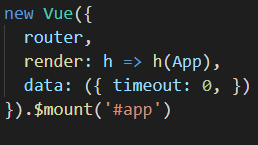 new Vue({
  router,
  render: h => h(App),
  data: ({ timeout: 0, })
}).$mount('#app')